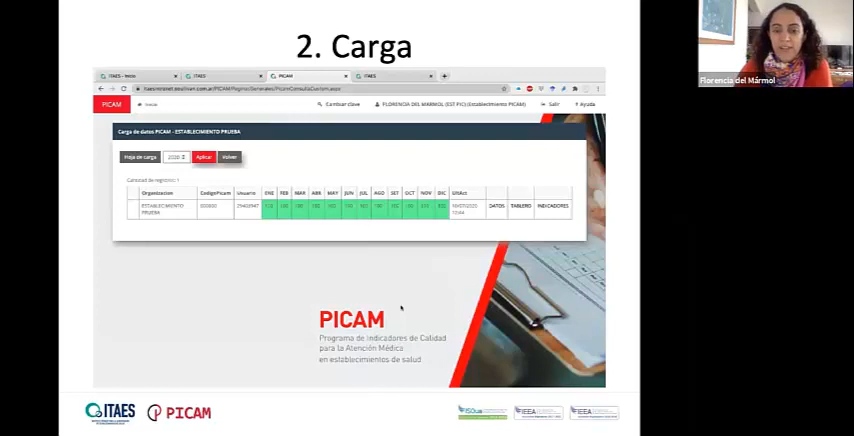 2. Carga
Florencia del Mármol
ITAES - Inicio
ITAES
PICAM
ITAES
PICAM
Inicio
Cambiar clave
FLORENCIA DEL MARMOL (EST PIC) (Establecimiento PICAM)
Salir
? Ayuda
Carga de datos PICAM - ESTABLECIMIENTO PRUEBA
Hoja de carga
Aplicar
Volver
Cantidad de registros: 1
Organizacion CodigoPicam Usuario ENE FEB MAR ABR MAY JUN JUL AGO SET OCT NOV DIC UltAct
ESTABLECIMIENTO
PRUEBA
000000
DATOS TABLERO INDICADORES
PICAM
Programa de Indicadores de Calidad
para la Atención Médica
en establecimientos de salud
ITAES
PICAM